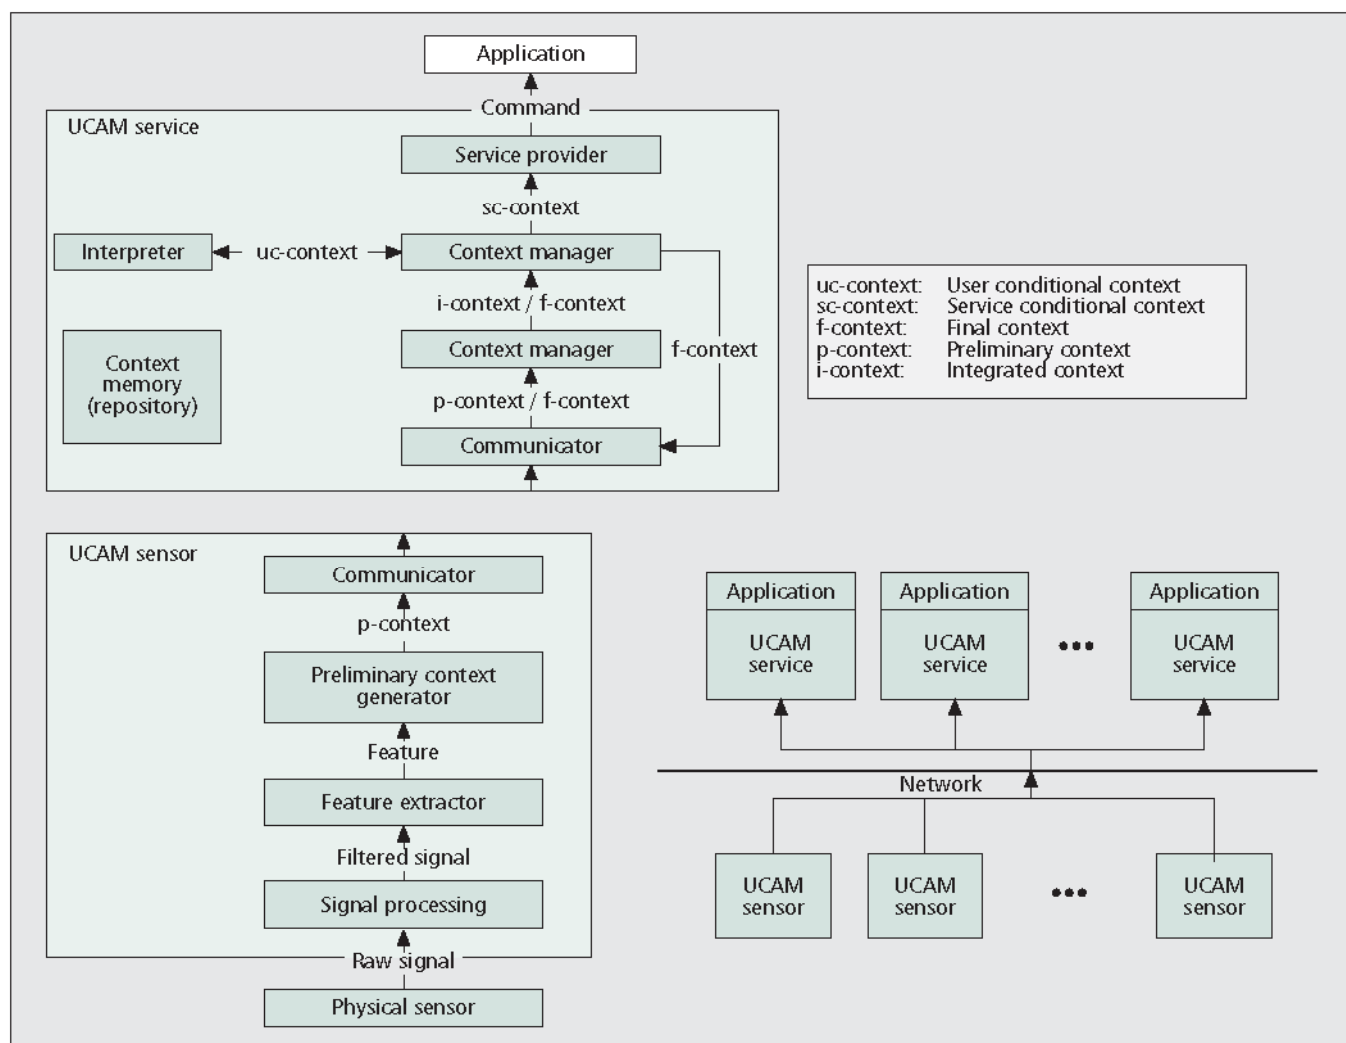 Application
Command
UCAM service
Service provider
sc-context
Interpreter
uc-context
Context manager
i-context / f-context
Context manager
f-context
Context
memory
(repository)
p-context / f-context
Communicator
uc-context: User conditional context
sc-context: Service conditional context
f-context: Final context
p-context: Preliminary context
i-context: Integrated context
UCAM sensor
Communicator
p-context
Preliminary context
generator
Feature
Feature extractor
Filtered signal
Signal processing
Raw signal
Physical sensor
Application
UCAM
service
Application
UCAM
service
•••
Application
UCAM
service
Network
UCAM
sensor
UCAM
sensor
•••
UCAM
sensor